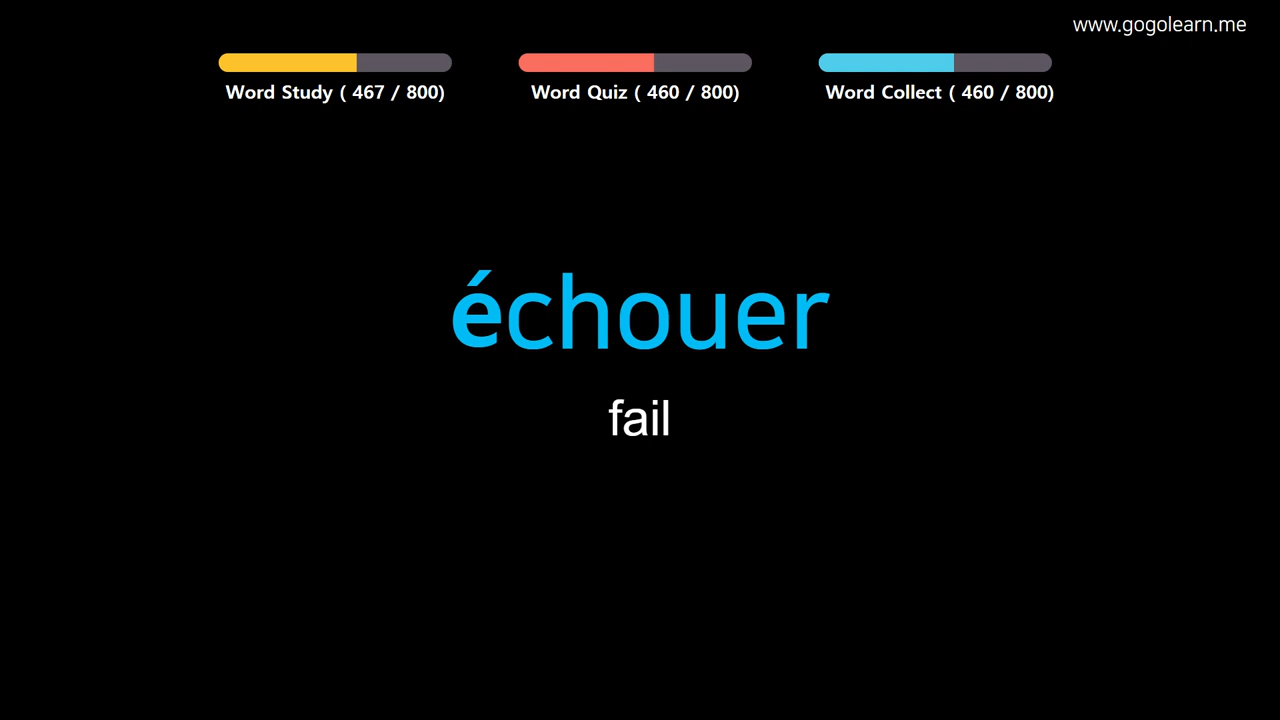 www.gogolearn.me
Word Study ( 467 / 800)
Word Quiz ( 460 / 800)
Word Collect ( 460 / 800)
échouer
fail